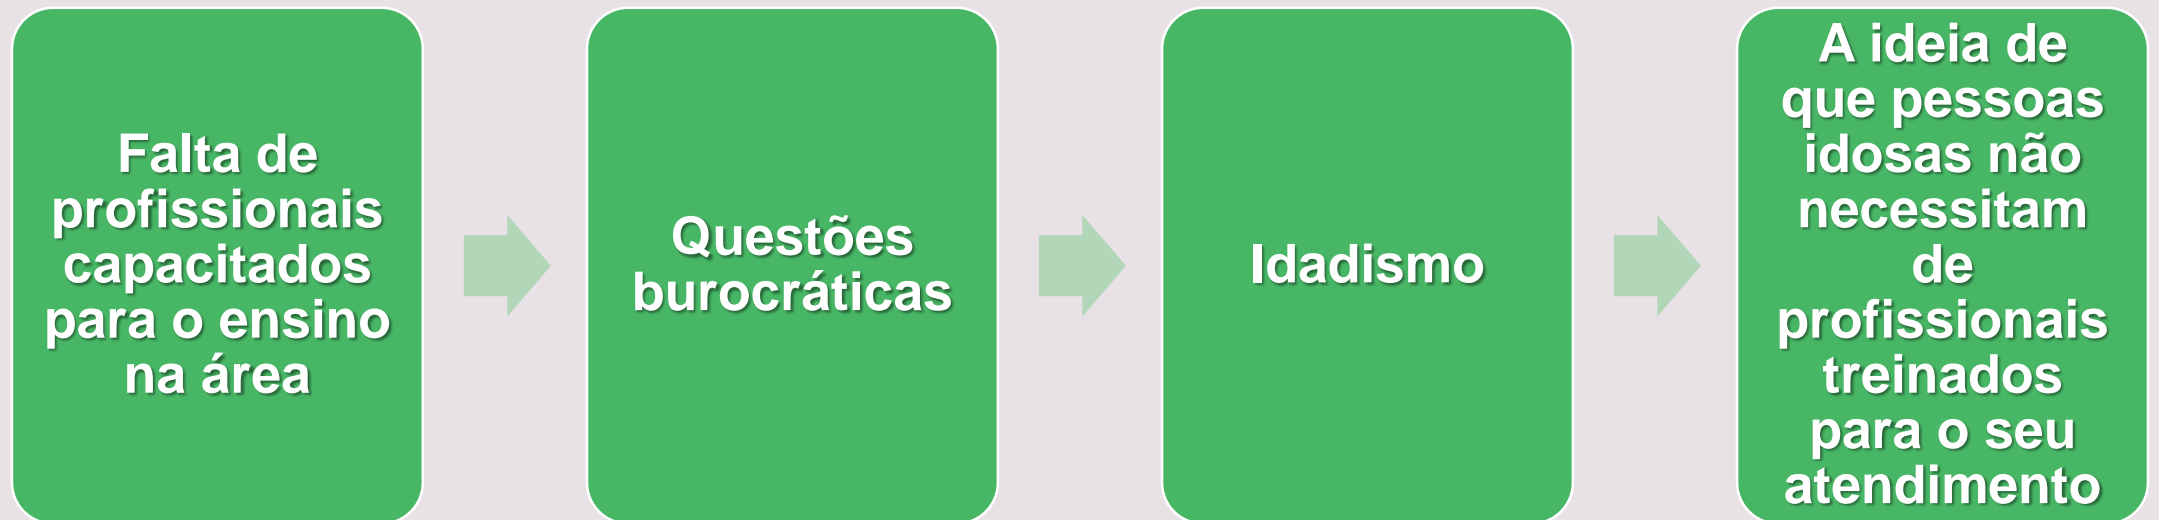 Falta de
profissionais
capacitados
para o ensino
na área
Questões
burocráticas
Idadismo
A ideia de
que pessoas
idosas não
necessitam
de
profissionais
treinados
para o seu
atendimento